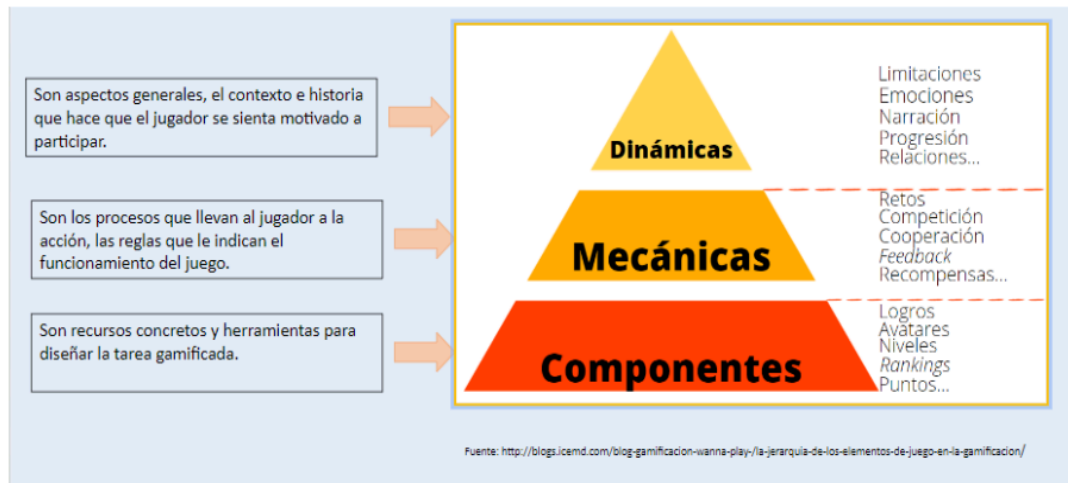 Son aspectos generales, el contexto e historia
que hace que el jugador se sienta motivado a
participar.
Dinámicas
Limitaciones
Emociones
Narración
Progresión
Relaciones...
Son los procesos que llevan al jugador a la
acción, las reglas que le indican el
funcionamiento del juego.
Mecánicas
Retos
Competición
Cooperación
Feedback
Recompensas...
Son recursos concretos y herramientas para
diseñar la tarea gamificada.
Componentes
Logros
Avatares
Niveles
Rankings
Puntos...
Fuente: http://blogs.icemd.com/blog-gamificacion-wanna-play-/la-jerarquia-de-los-elementos-de-juego-en-la-gamificacion/